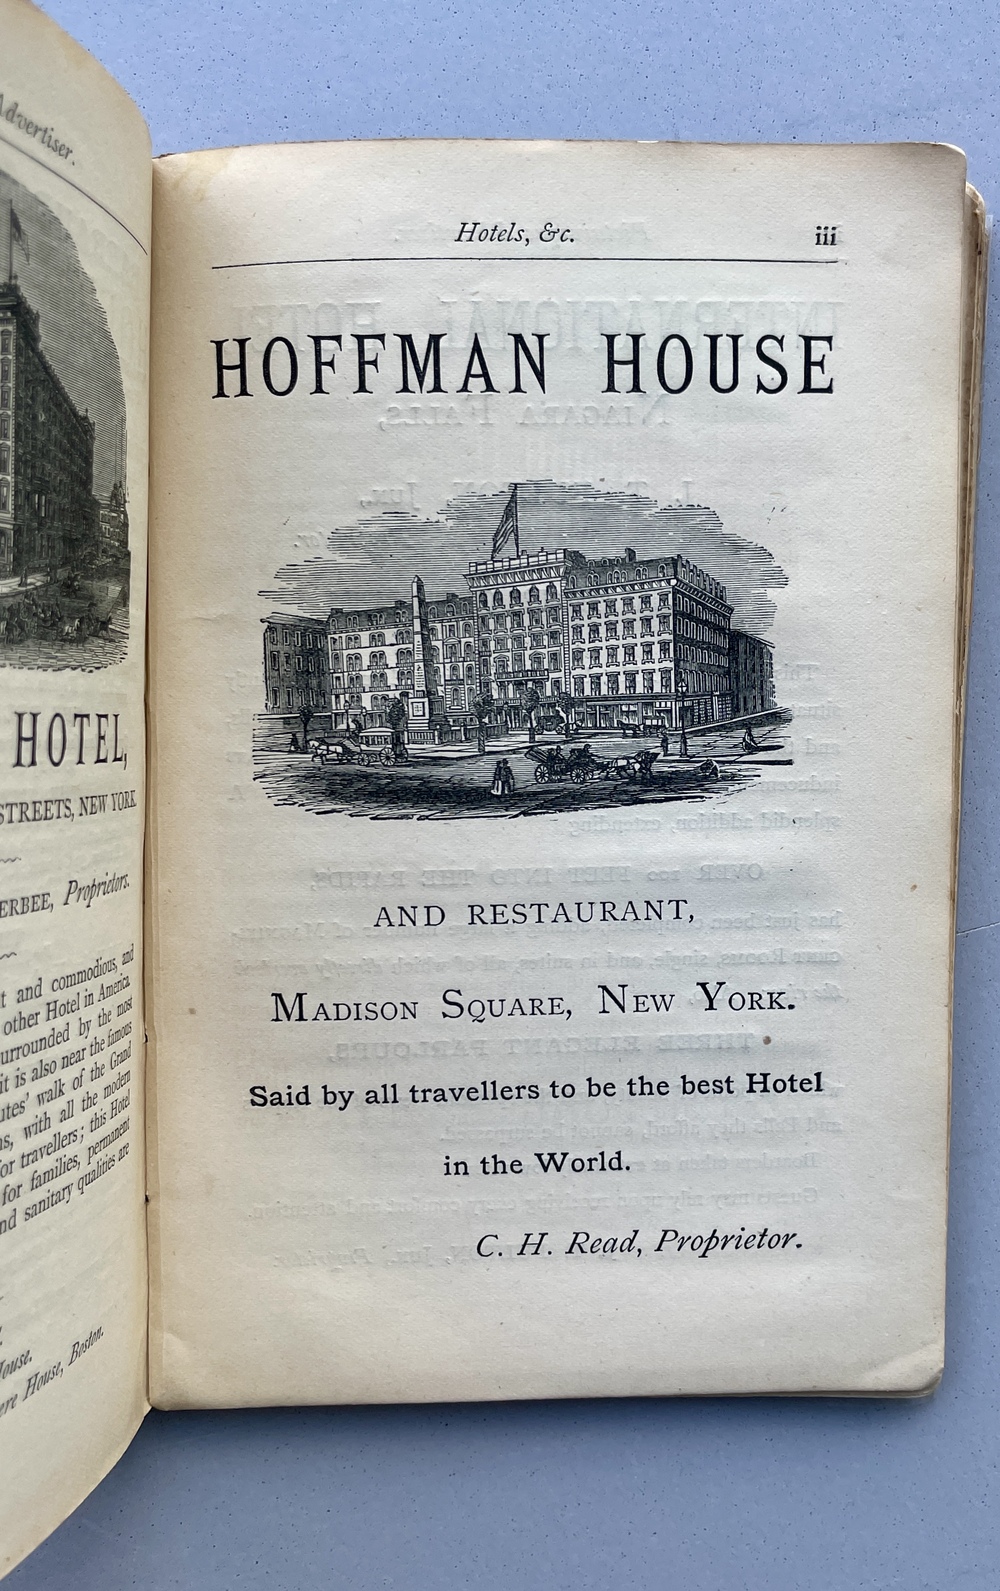 Advertiser.
HOTEL,
STREETS, NEW YORK
ERBEE, Proprietors.
t and commodious, and
other Hotel in America
urrounded by the most
it is also near the famous
utes' walk of the Grand
ns, with all the modern
for travellers; this Hotel
for families, permanent
nd sanitary qualities are
House.
ere House, Boston.
Hotels, &c.
iii
HOFFMAN HOUSE
AND RESTAURANT,
MADISON SQUARE, NEW YORK.
Said by all travellers to be the best Hotel
in the World.
C. H. Read, Proprietor.